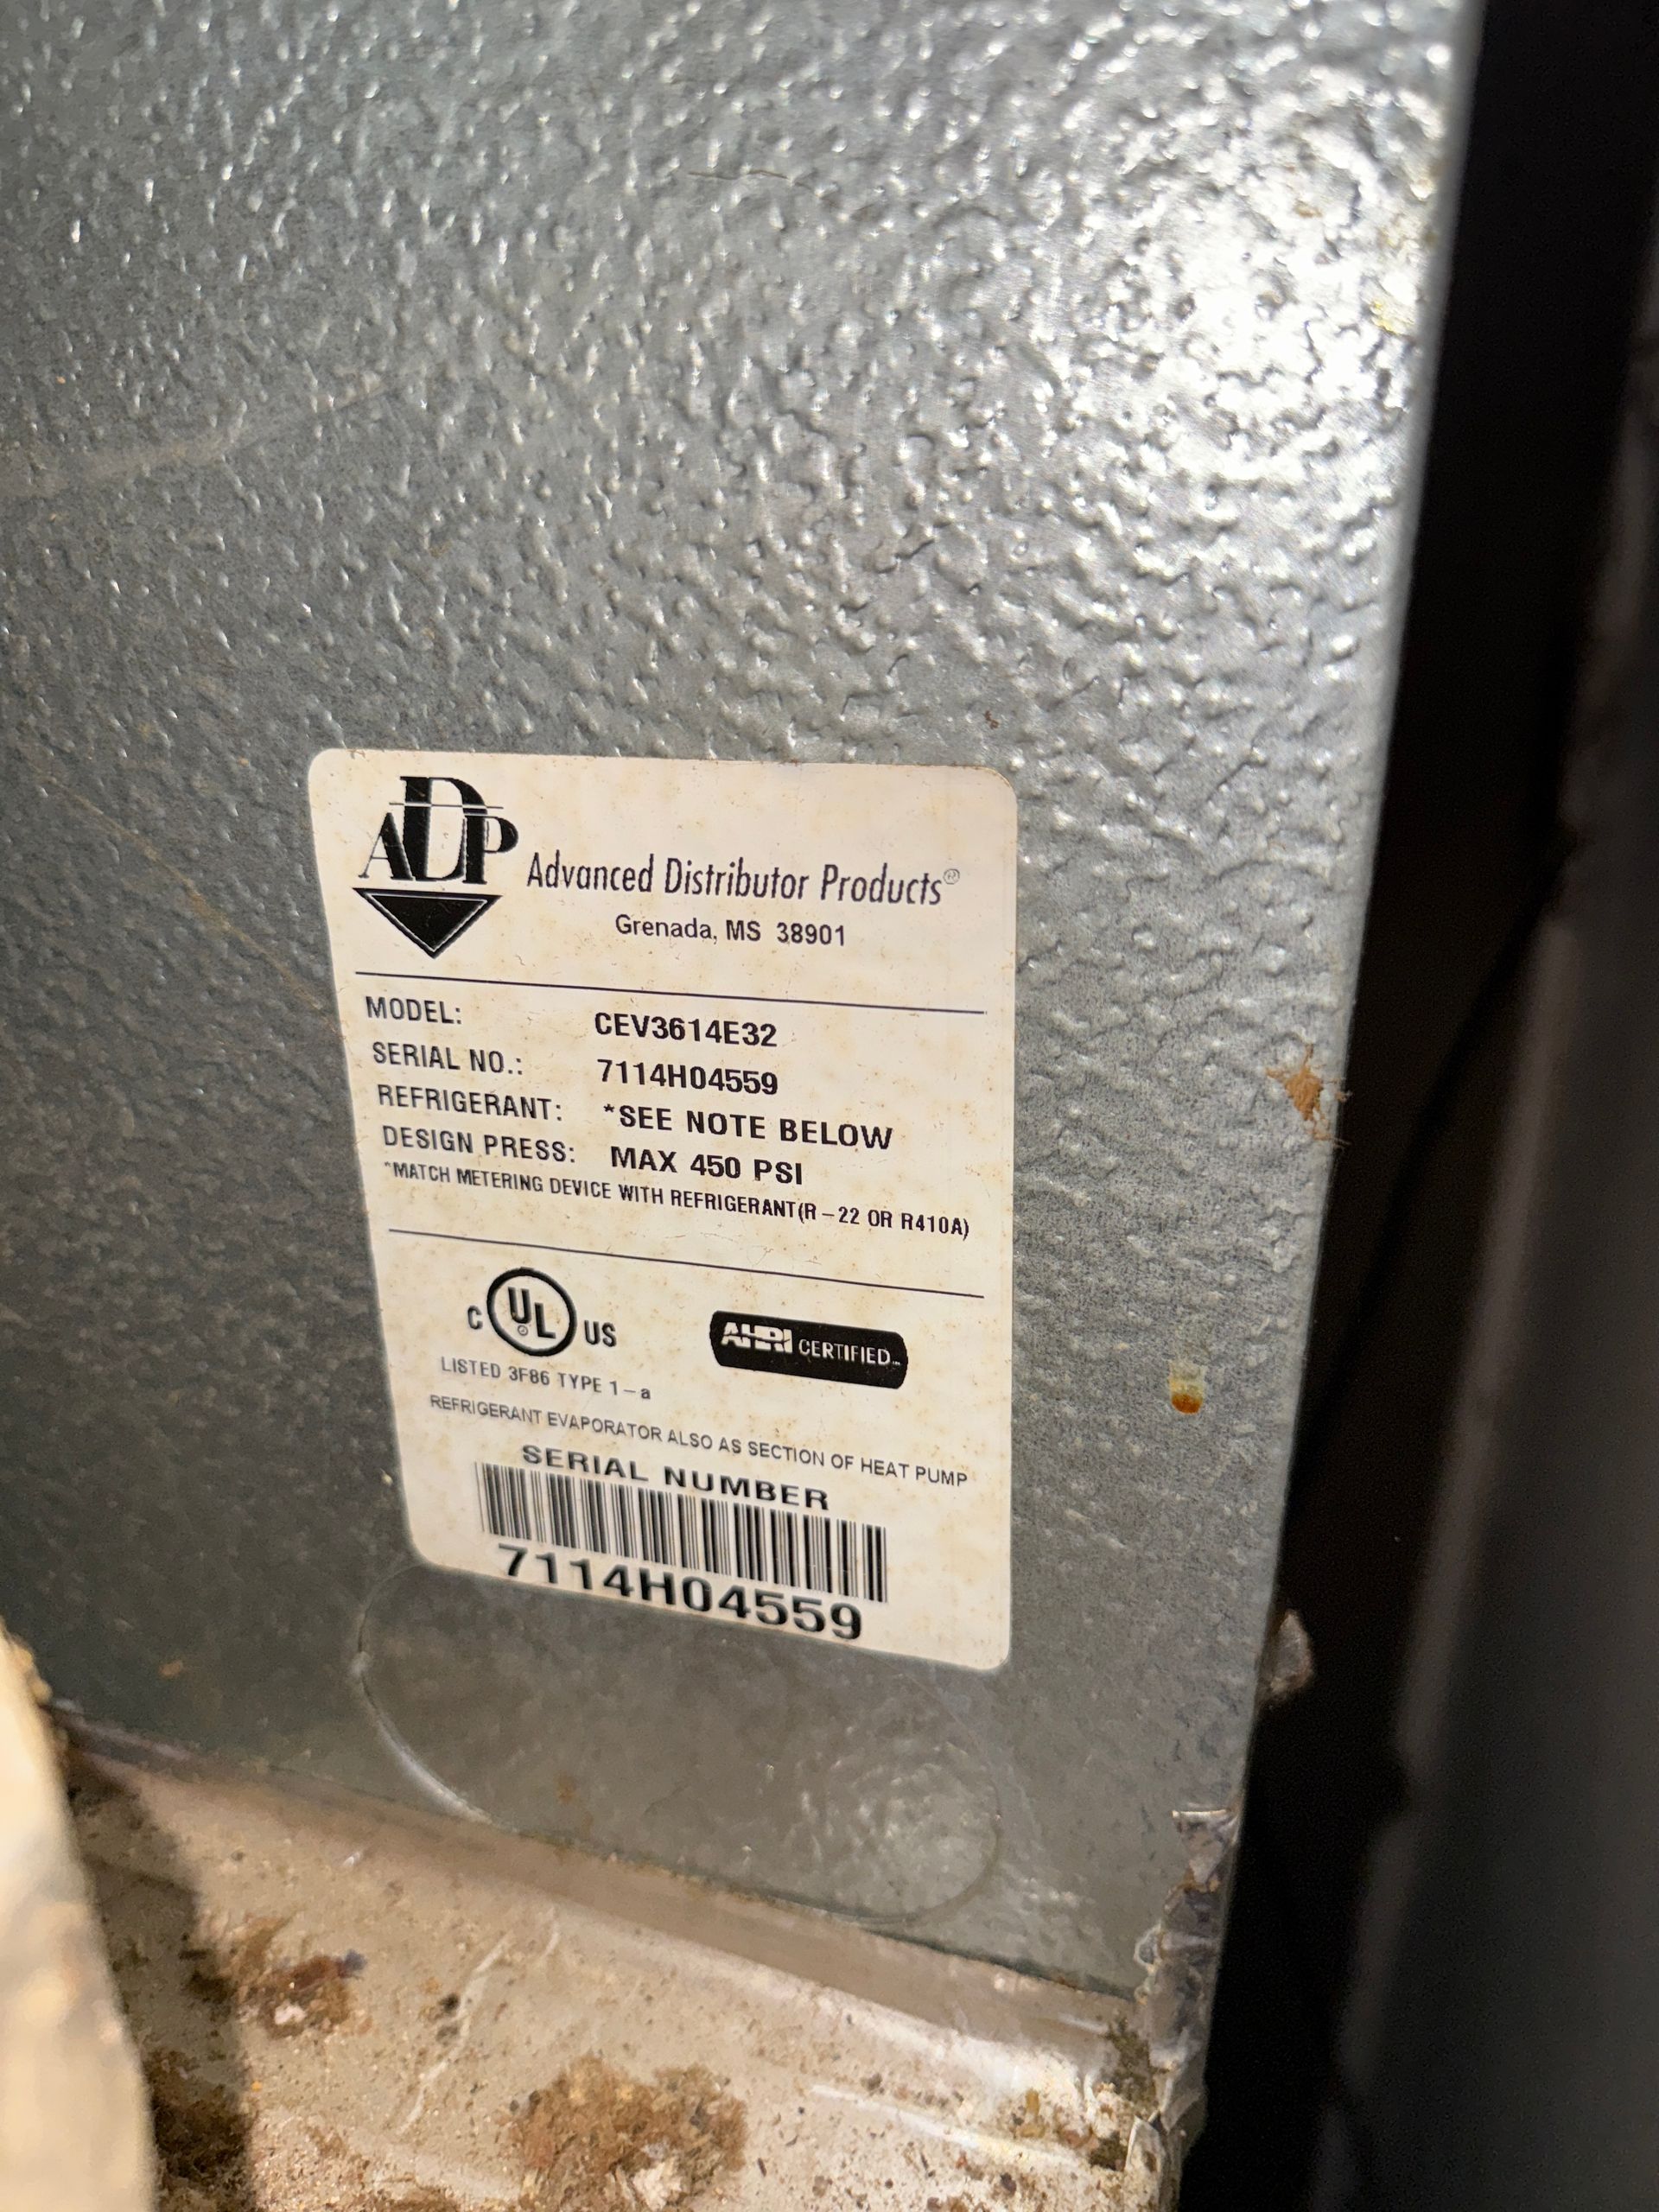 ADP
Advanced Distributor Products®
Grenada, MS 38901
MODEL: CEV3614E32
SERIAL NO.: 7114H04559
REFRIGERANT: *SEE NOTE BELOW
DESIGN PRESS: MAX 450 PSI
*MATCH METERING DEVICE WITH REFRIGERANT(R-22 OR R410A)
C UL US
AHRI CERTIFIED™
LISTED 3F86 TYPE 1-a
REFRIGERANT EVAPORATOR ALSO AS SECTION OF HEAT PUMP
SERIAL NUMBER
7114H04559